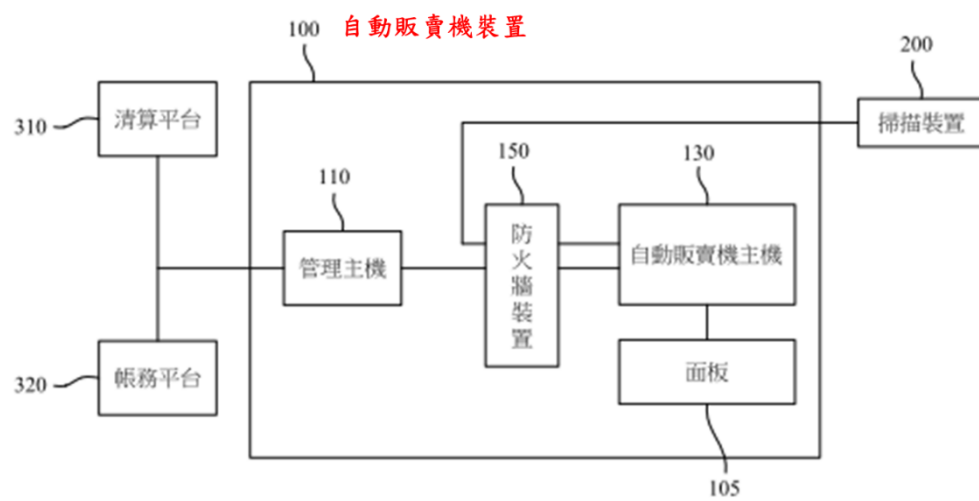 100 自動販賣機裝置
200
310 清算平台
掃描裝置
150
130
110
防火牆裝置
自動販賣機主機
管理主機
320 帳務平台
面板
105